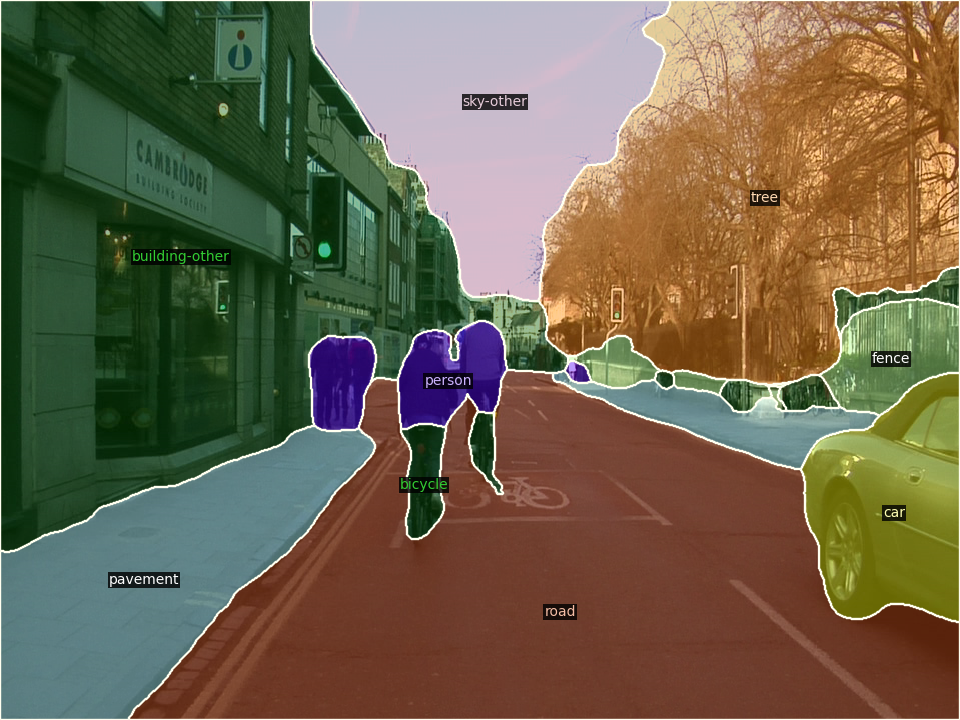 i
CAMBRIDGE
BUILDING SOCIETY
sky-other
tree
building-other
fence
person
bicycle
car
pavement
road